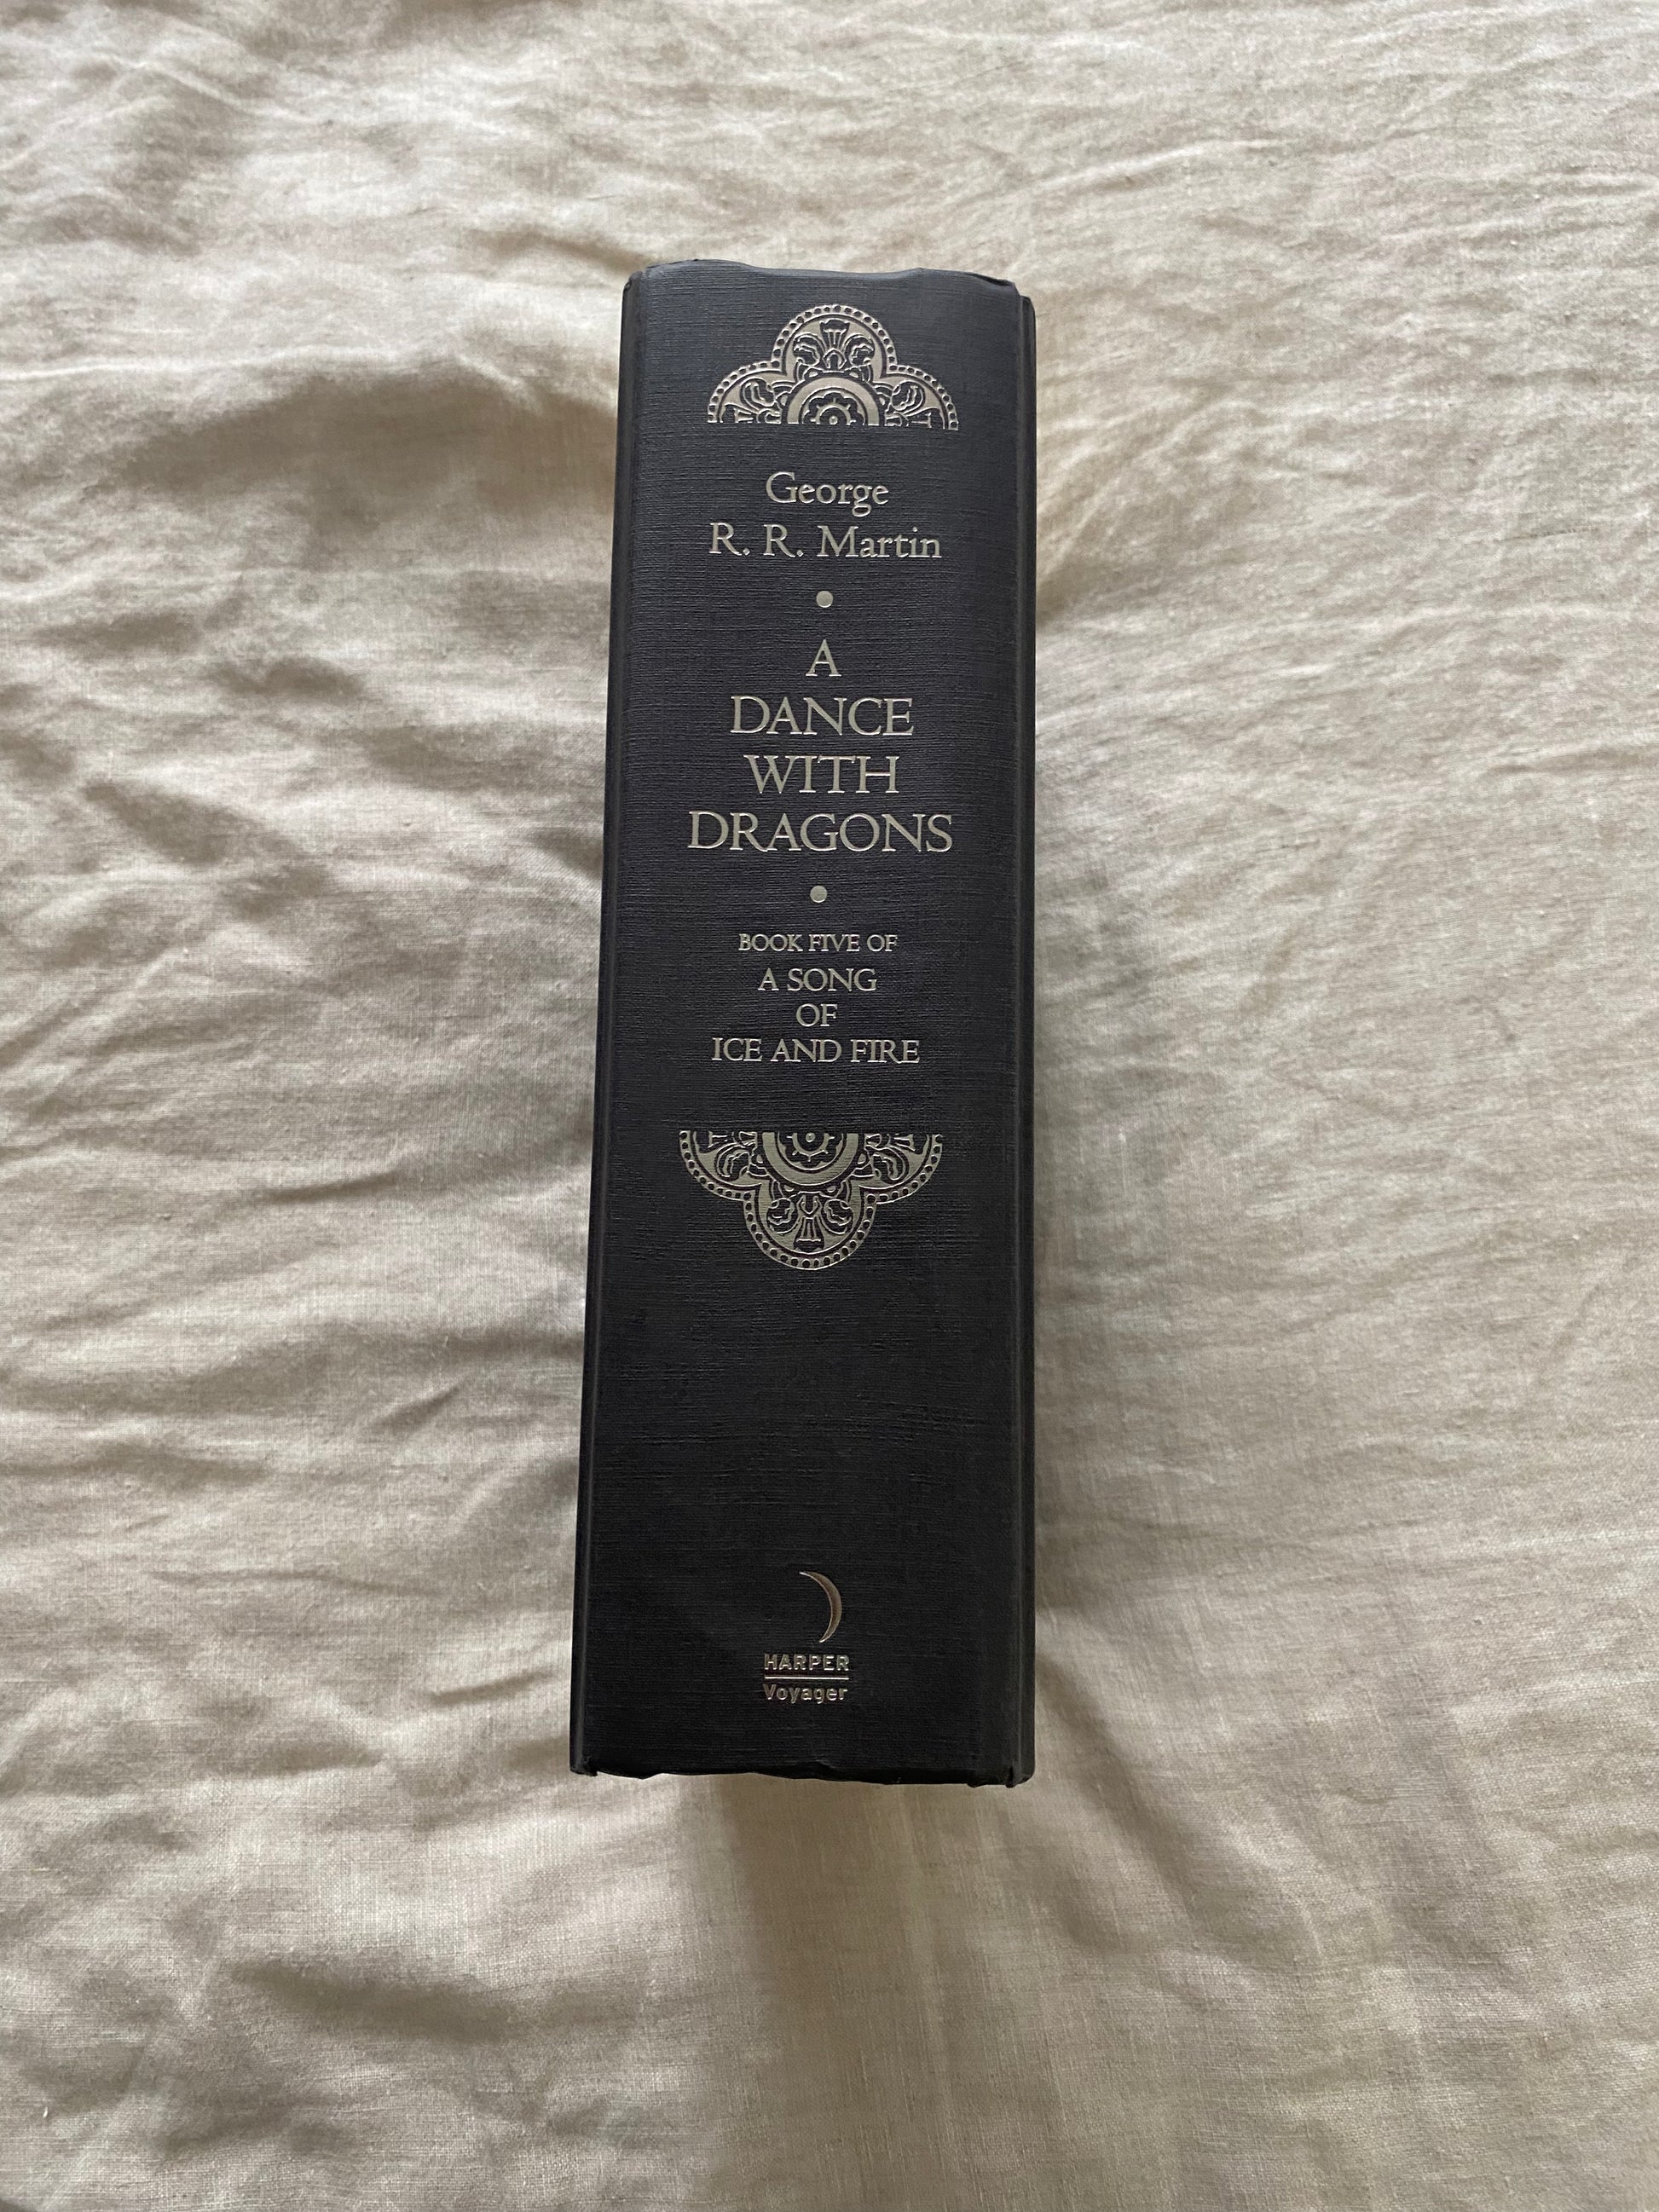 George
R. R. Martin
A
DANCE
WITH
DRAGONS
BOOK FIVE OF
A SONG
OF
ICE AND FIRE
HARPER
Voyager